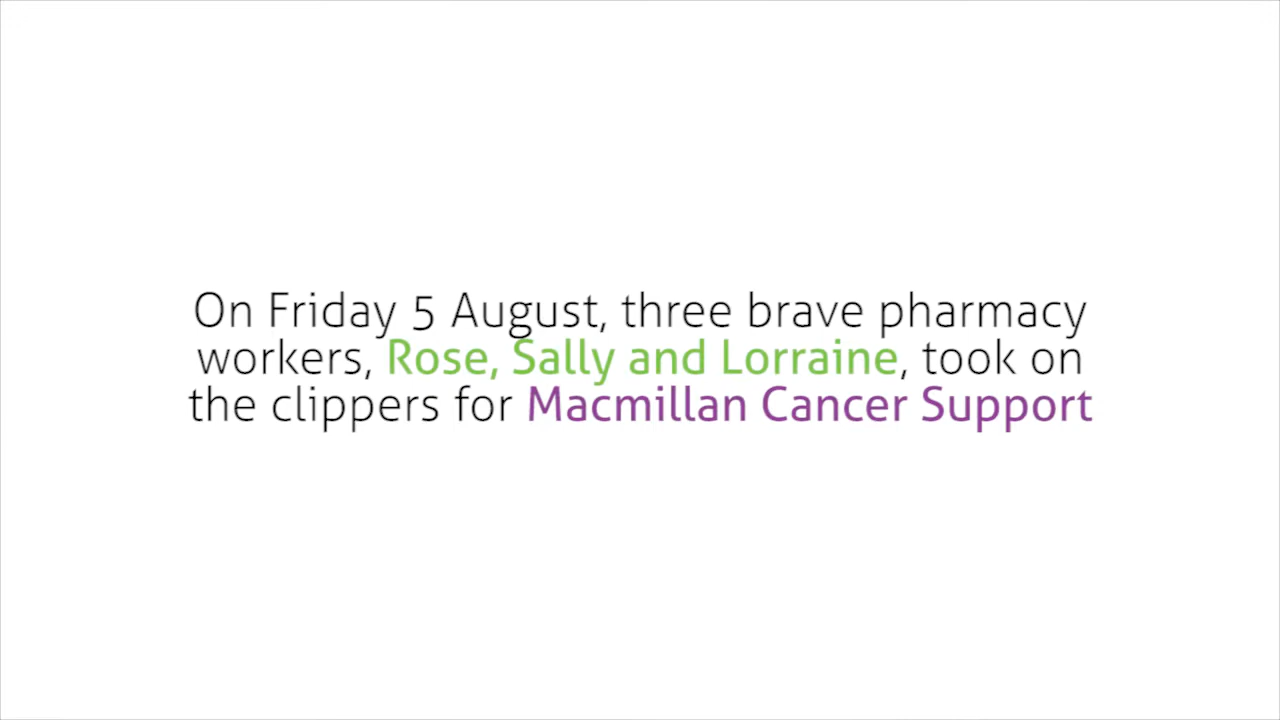 On Friday 5 August, three brave pharmacy
workers, Rose, Sally and Lorraine, took on
the clippers for Macmillan Cancer Support